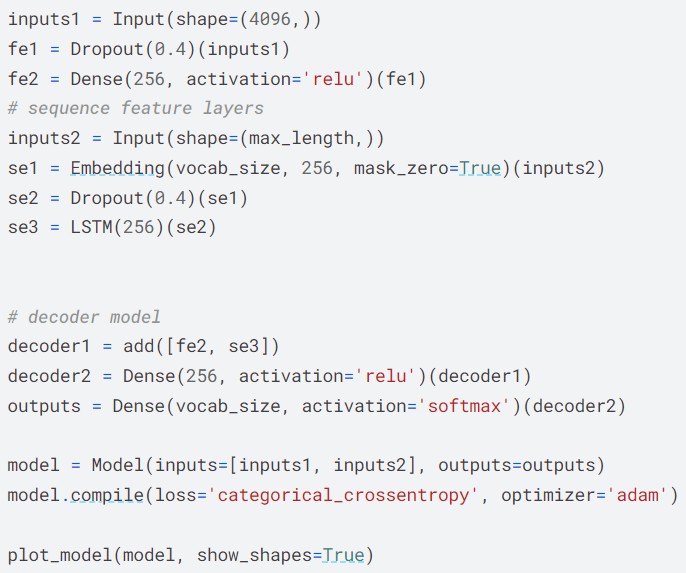 inputs1 = Input(shape=(4096,))
fe1 = Dropout(0.4)(inputs1)
fe2 = Dense(256, activation='relu')(fe1)
# sequence feature layers
inputs2 = Input(shape=(max_length,))
se1 = Embedding(vocab_size, 256, mask_zero=True)(inputs2)
se2 = Dropout(0.4)(se1)
se3 = LSTM(256)(se2)
# decoder model
decoder1 = add([fe2, se3])
decoder2 = Dense(256, activation='relu')(decoder1)
outputs = Dense(vocab_size, activation='softmax')(decoder2)
model = Model(inputs=[inputs1, inputs2], outputs=outputs)
model.compile(loss='categorical_crossentropy', optimizer='adam')
plot_model(model, show_shapes=True)